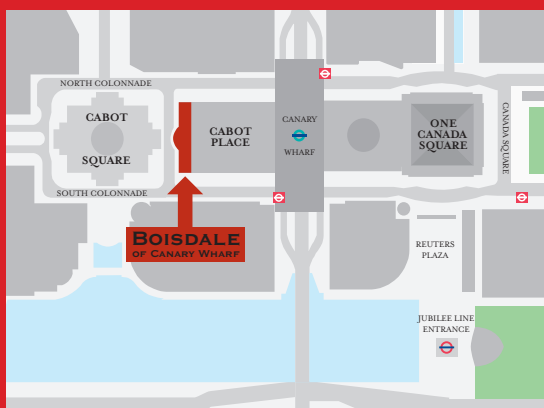 NORTH COLONNADE
CABOT
SQUARE
SOUTH COLONNADE
CABOT
PLACE
CANARY
WHARF
ONE
CANADA
SQUARE
CANADA SQUARE
BOISDALE
OF CANARY WHARF
REUTERS
PLAZA
JUBILEE LINE
ENTRANCE